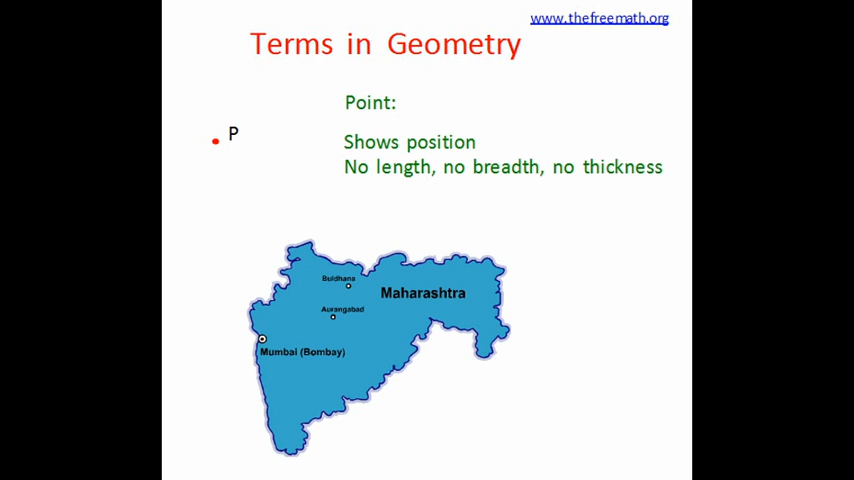 www.thefreemath.org
Terms in Geometry
Point:
P
Shows position
No length, no breadth, no thickness
Buldhana
Maharashtra
Aurangabad
Mumbai (Bombay)